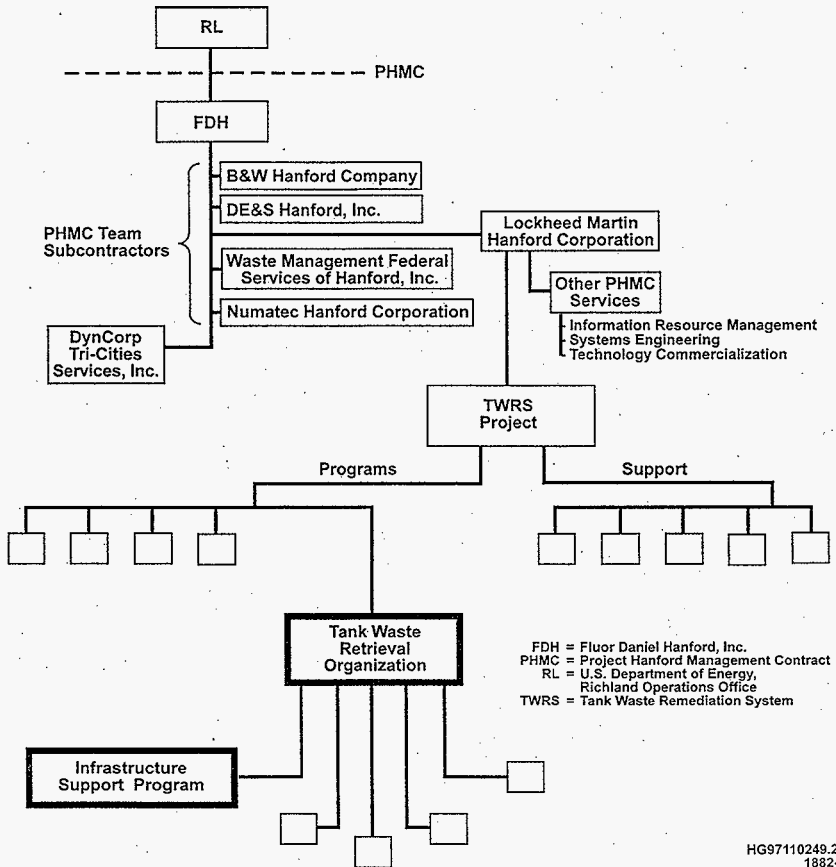 RL
PHMC
FDH
B&W Hanford Company
DE&S Hanford, Inc.
PHMC Team
Subcontractors
Lockheed Martin
Hanford Corporation
Waste Management Federal
Services of Hanford, Inc.
Other PHMC
Services
Numatec Hanford Corporation
Information Resource Management
Systems Engineering
Technology Commercialization
DynCorp
Tri-Cities
Services, Inc.
TWRS
Project
Programs
Support
Tank Waste
Retrieval
Organization
FDH = Fluor Daniel Hanford, Inc.
PHMC = Project Hanford Management Contract
RL = U.S. Department of Energy,
Richland Operations Office
TWRS = Tank Waste Remediation System
Infrastructure
Support Program
HG97110249.2
1882